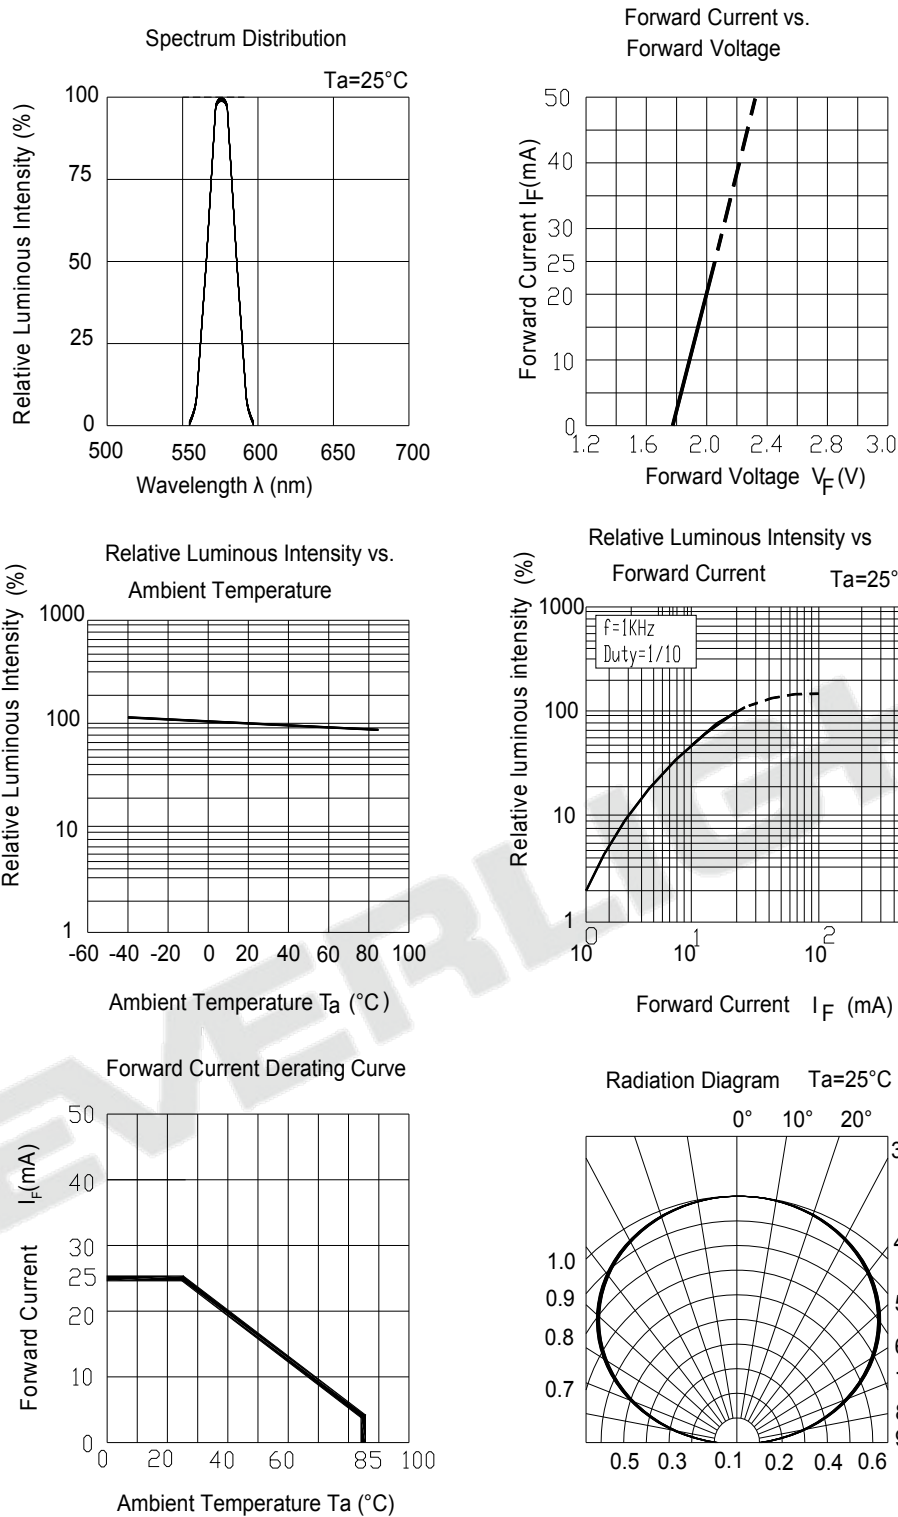 Spectrum Distribution
Ta=25°C
Relative Luminous Intensity (%)
100
75
50
25
0
500 550 600 650 700
Wavelength λ (nm)
Forward Current vs.
Forward Voltage
Forward Current IF(mA)
50
40
30
25
20
10
0
1.2 1.6 2.0 2.4 2.8 3.0
Forward Voltage VF(V)
Relative Luminous Intensity vs.
Ambient Temperature
Relative Luminous Intensity (%)
1000
100
10
1
-60 -40 -20 0 20 40 60 80 100
Ambient Temperature Ta (°C)
Relative Luminous Intensity vs
Forward Current
Ta=25°
Relative luminous intensity (%)
f=1KHz
Duty=1/10
1000
100
10
1
10^0 10^1 10^2
Forward Current IF (mA)
Forward Current Derating Curve
Forward Current IF(mA)
50
40
30
25
20
10
0
0 20 40 60 85 100
Ambient Temperature Ta (°C)
Radiation Diagram Ta=25°C
0° 10° 20°
1.0
0.9
0.8
0.7
0.5 0.3 0.1 0.2 0.4 0.6